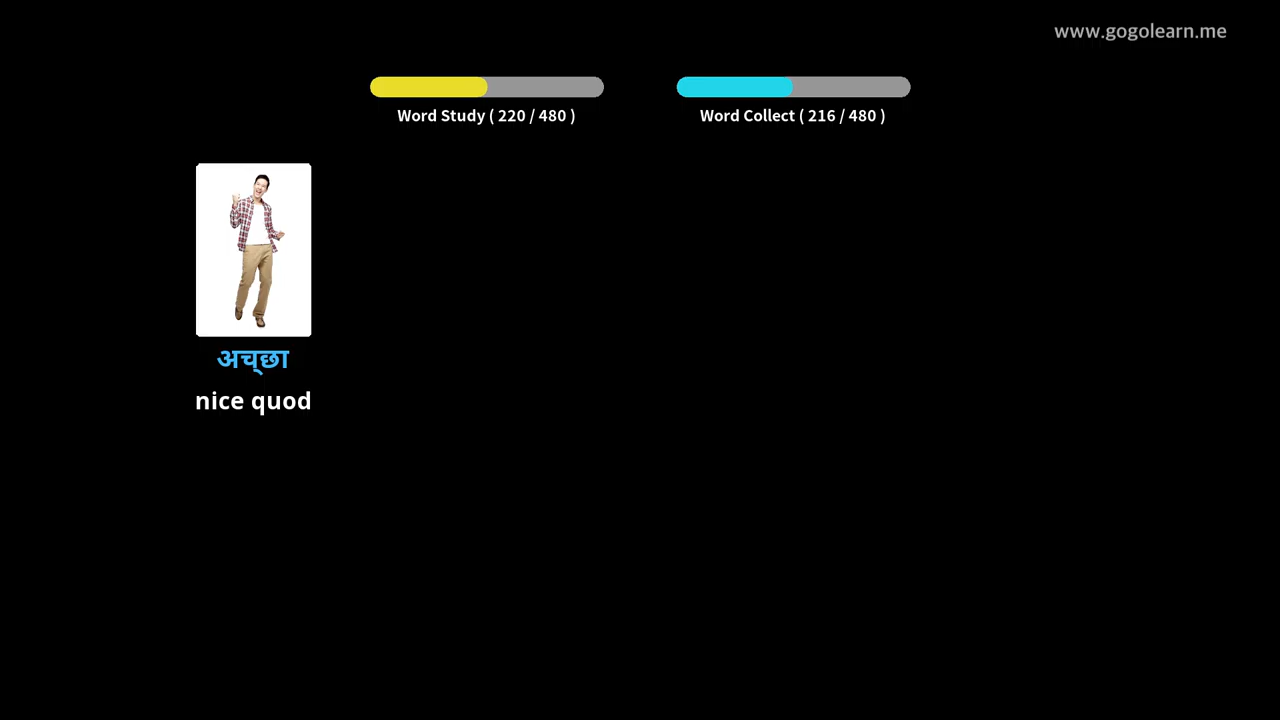 www.gogolearn.me
Word Study ( 220 / 480 )
Word Collect ( 216 / 480 )
अच्‌छा
nice quod